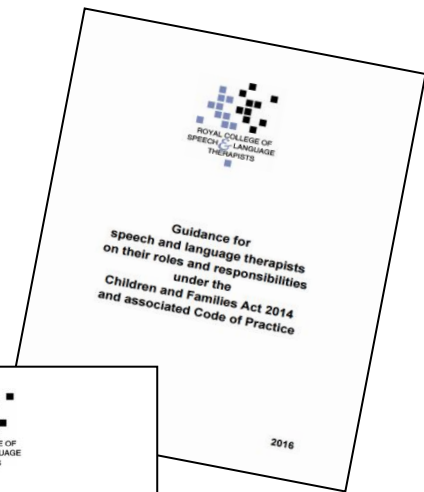 ROYAL COLLEGE OF
SPEECH & LANGUAGE
THERAPISTS
Guidance for
speech and language therapists
on their roles and responsibilities
under the
Children and Families Act 2014
and associated Code of Practice
2016